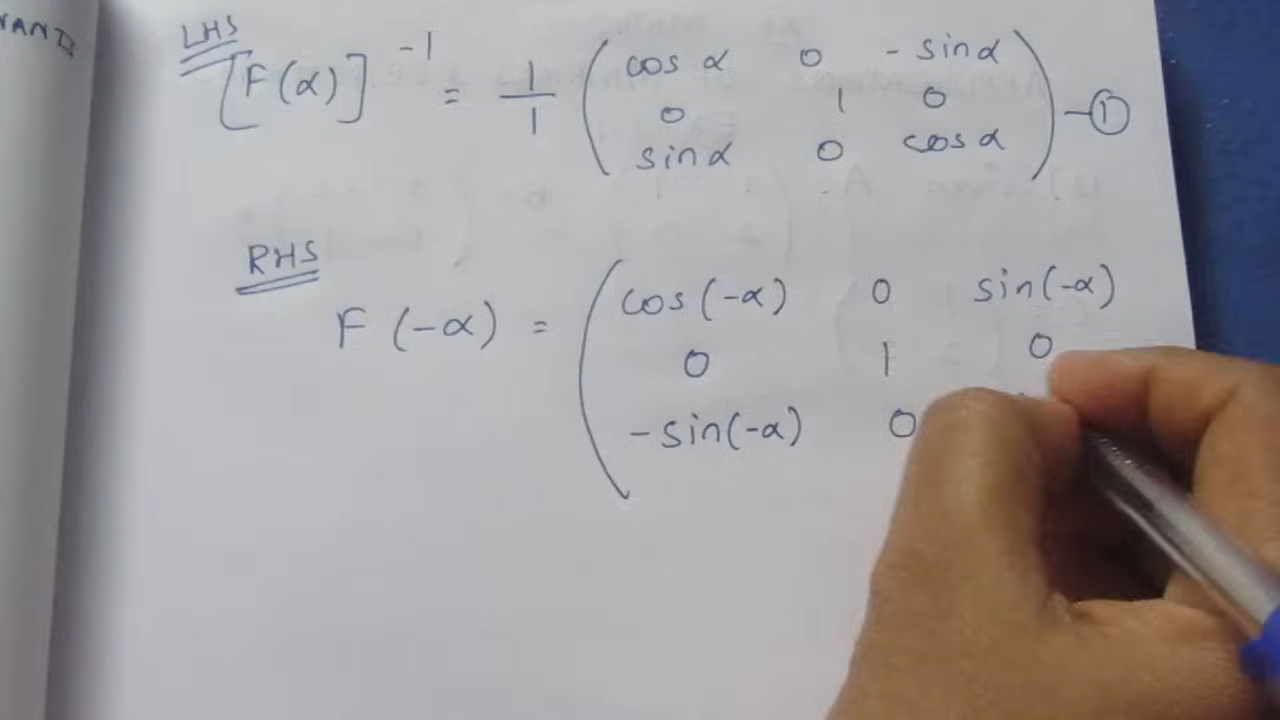 LHS
[F(α)]⁻¹ = 1/1 ( cos α 0 - sin α
0 1 0
sin α 0 cos α ) — ①
RHS
F (-α) = ( cos(-α) 0 sin(-α)
0 1 0
- sin(-α) 0